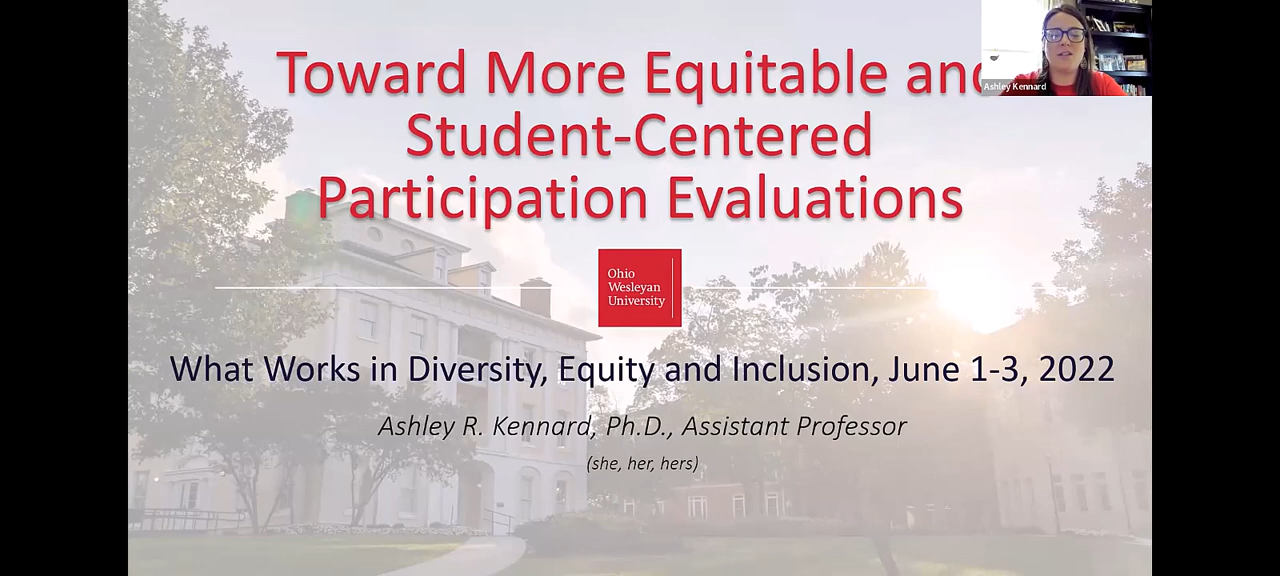 Toward More Equitable and
Student-Centered
Participation Evaluations
Ashley Kennard
Ohio
Wesleyan
University
What Works in Diversity, Equity and Inclusion, June 1-3, 2022
Ashley R. Kennard, Ph.D., Assistant Professor
(she, her, hers)